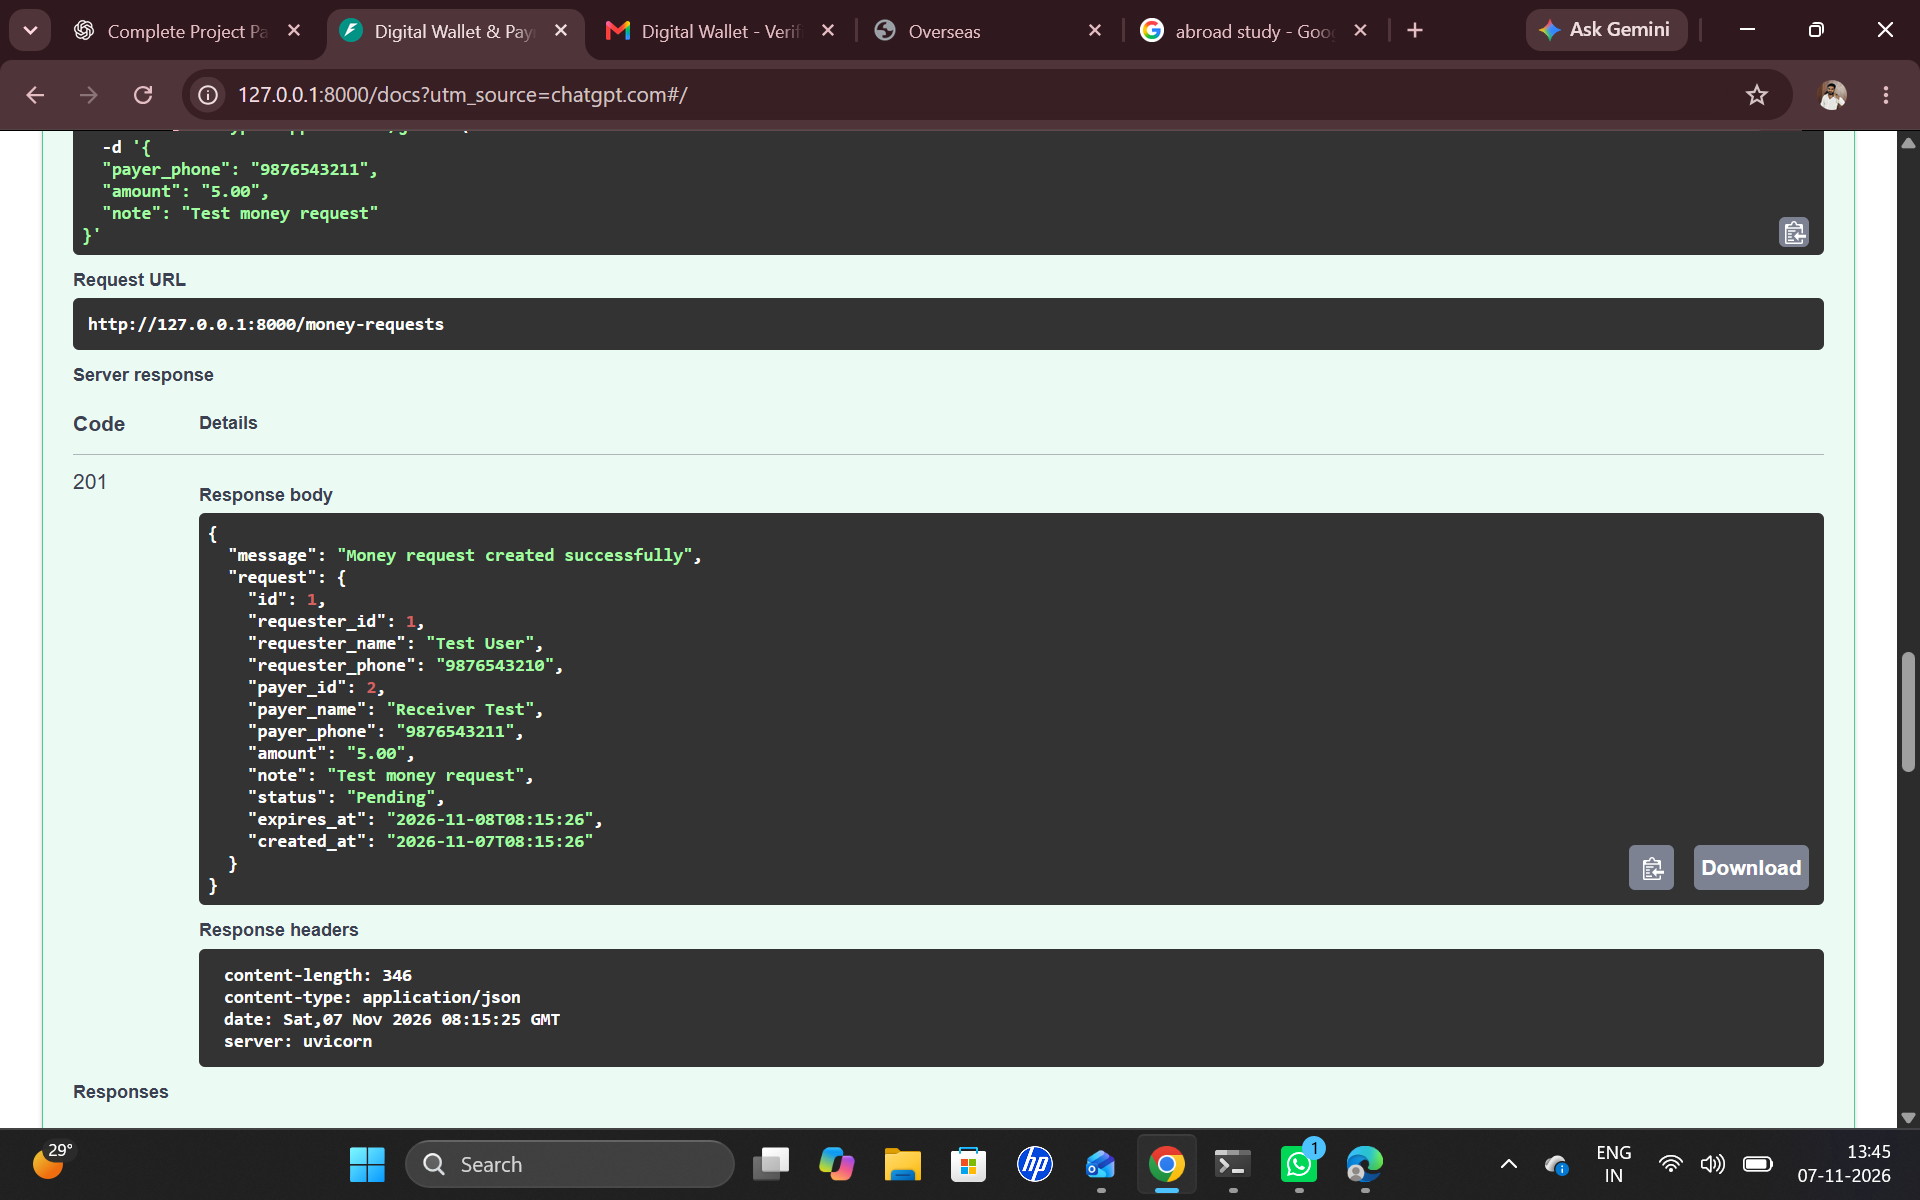 Complete Project Pa
Digital Wallet & Pay
Digital Wallet - Verif
Overseas
abroad study - Goo
Ask Gemini
127.0.0.1:8000/docs?utm_source=chatgpt.com#/
-d '{
"payer_phone": "9876543211",
"amount": "5.00",
"note": "Test money request"
}'
Request URL
http://127.0.0.1:8000/money-requests
Server response
Code Details
201
Response body
{
"message": "Money request created successfully",
"request": {
"id": 1,
"requester_id": 1,
"requester_name": "Test User",
"requester_phone": "9876543210",
"payer_id": 2,
"payer_name": "Receiver Test",
"payer_phone": "9876543211",
"amount": "5.00",
"note": "Test money request",
"status": "Pending",
"expires_at": "2026-11-08T08:15:26",
"created_at": "2026-11-07T08:15:26"
}
}
Download
Response headers
content-length: 346
content-type: application/json
date: Sat,07 Nov 2026 08:15:25 GMT
server: uvicorn
Responses
29°
Search
hp
1
ENG
IN
13:45
07-11-2026